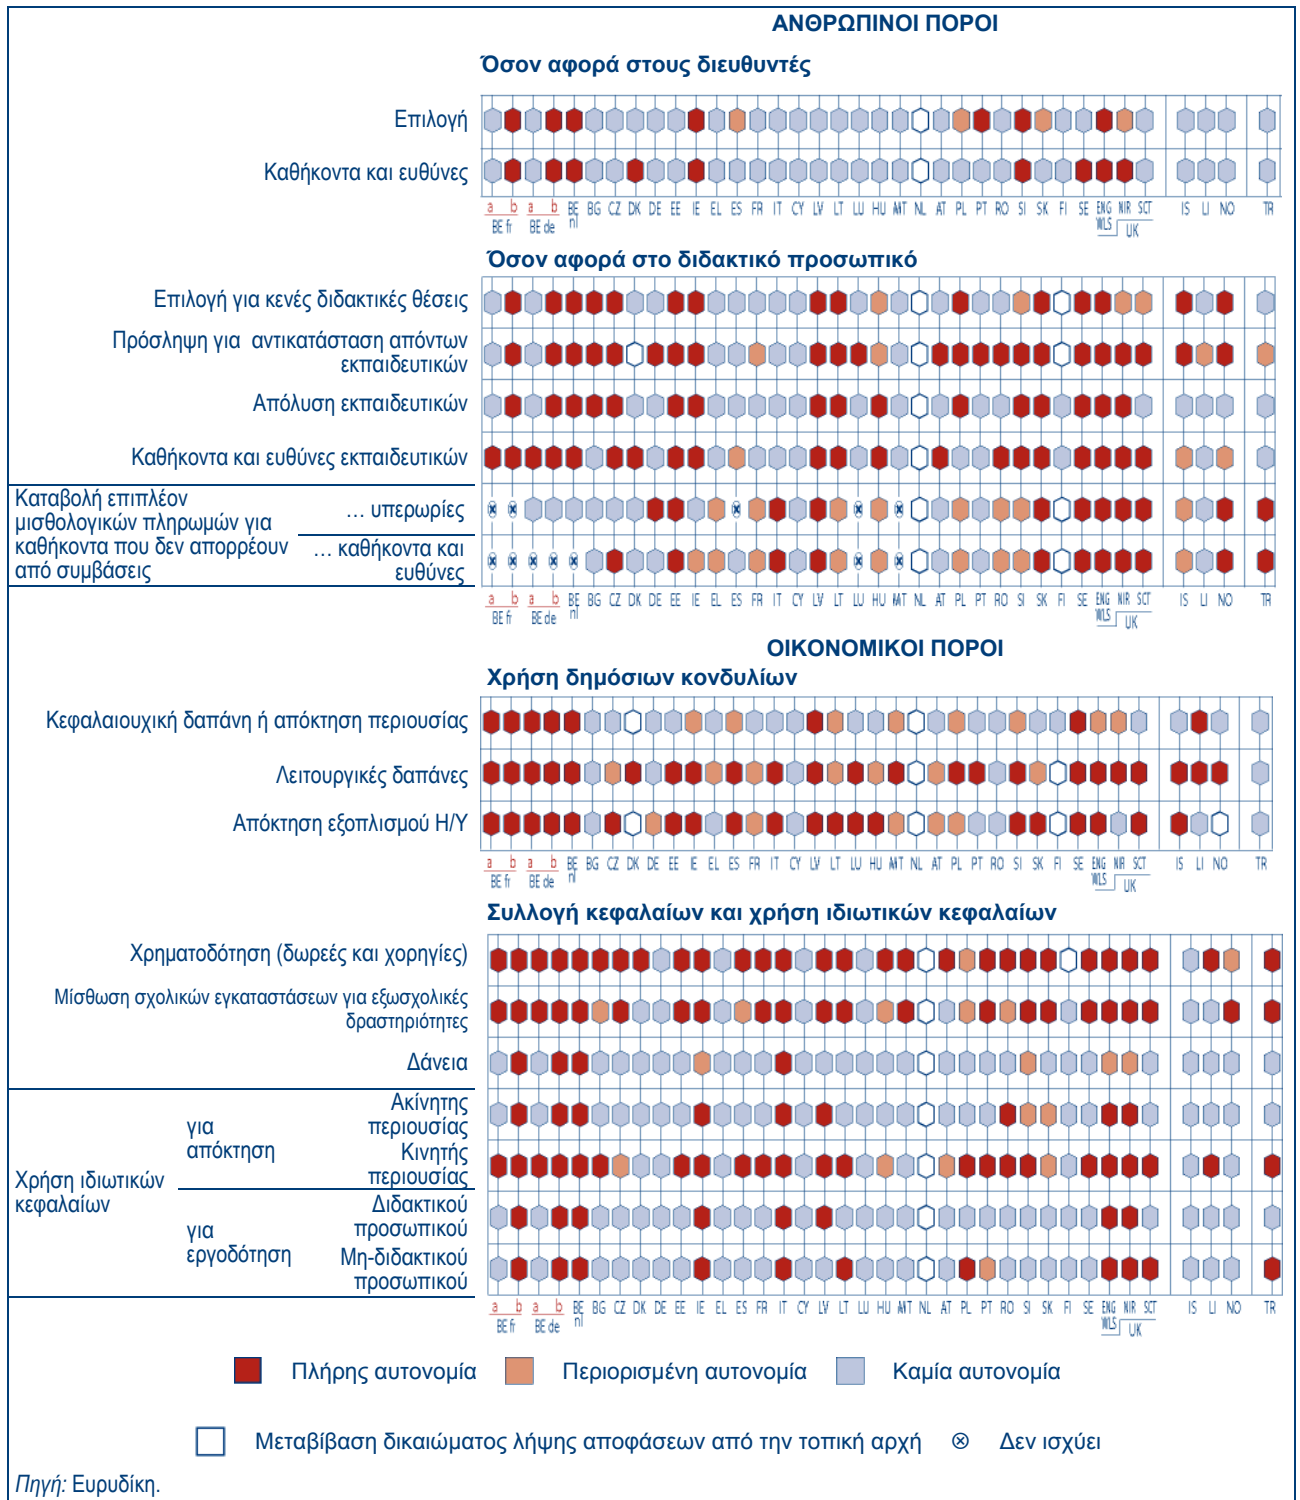 ΑΝΘΡΩΠΙΝΟΙ ΠΟΡΟΙ
Όσον αφορά στους διευθυντές
Επιλογή
Καθήκοντα και ευθύνες
a b a b BE BG CZ DK DE EE IE EL ES FR IT CY LV LT LU HU MT NL AT PL PT RO SI SK FI SE ENG NIR SCT IS LI NO TR
BE fr BE de nl WLS UK
Όσον αφορά στο διδακτικό προσωπικό
Επιλογή για κενές διδακτικές θέσεις
Πρόσληψη για αντικατάσταση απόντων
εκπαιδευτικών
Απόλυση εκπαιδευτικών
Καθήκοντα και ευθύνες εκπαιδευτικών
Καταβολή επιπλέον
μισθολογικών πληρωμών για
καθήκοντα που δεν απορρέουν
από συμβάσεις
... υπερωρίες
... καθήκοντα και
ευθύνες
a b a b BE BG CZ DK DE EE IE EL ES FR IT CY LV LT LU HU MT NL AT PL PT RO SI SK FI SE ENG NIR SCT IS LI NO TR
BE fr BE de nl WLS UK
ΟΙΚΟΝΟΜΙΚΟΙ ΠΟΡΟΙ
Χρήση δημόσιων κονδυλίων
Κεφαλαιουχική δαπάνη ή απόκτηση περιουσίας
Λειτουργικές δαπάνες
Απόκτηση εξοπλισμού Η/Υ
a b a b BE BG CZ DK DE EE IE EL ES FR IT CY LV LT LU HU MT NL AT PL PT RO SI SK FI SE ENG NIR SCT IS LI NO TR
BE fr BE de nl WLS UK
Συλλογή κεφαλαίων και χρήση ιδιωτικών κεφαλαίων
Χρηματοδότηση (δωρεές και χορηγίες)
Μίσθωση σχολικών εγκαταστάσεων για εξωσχολικές
δραστηριότητες
Δάνεια
Χρήση ιδιωτικών
κεφαλαίων
για
απόκτηση
Ακίνητης
περιουσίας
Κινητής
περιουσίας
για
εργοδότηση
Διδακτικού
προσωπικού
Μη-διδακτικού
προσωπικού
a b a b BE BG CZ DK DE EE IE EL ES FR IT CY LV LT LU HU MT NL AT PL PT RO SI SK FI SE ENG NIR SCT IS LI NO TR
BE fr BE de nl WLS UK
Πλήρης αυτονομία Περιορισμένη αυτονομία Καμία αυτονομία
Μεταβίβαση δικαιώματος λήψης αποφάσεων από την τοπική αρχή ⊗ Δεν ισχύει
Πηγή: Ευρυδίκη.